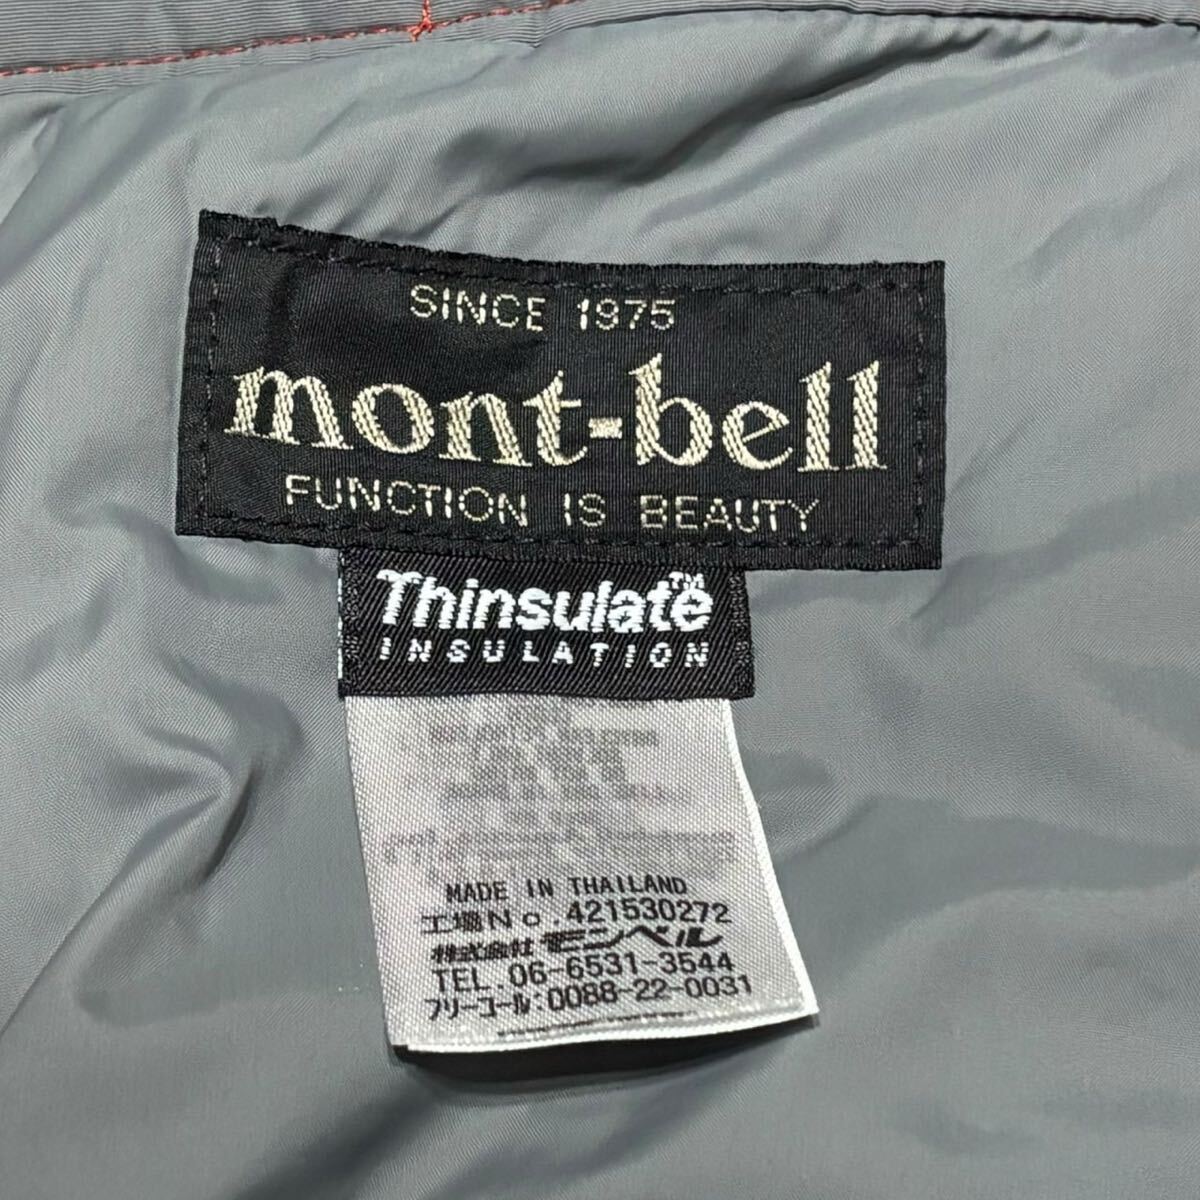 SINCE 1975
mont-bell
FUNCTION IS BEAUTY
Thinsulate™
INSULATION
MADE IN THAILAND
工場No.421530272
株式会社モンベル
TEL.06-6531-3544
フリーコール:0088-22-0031